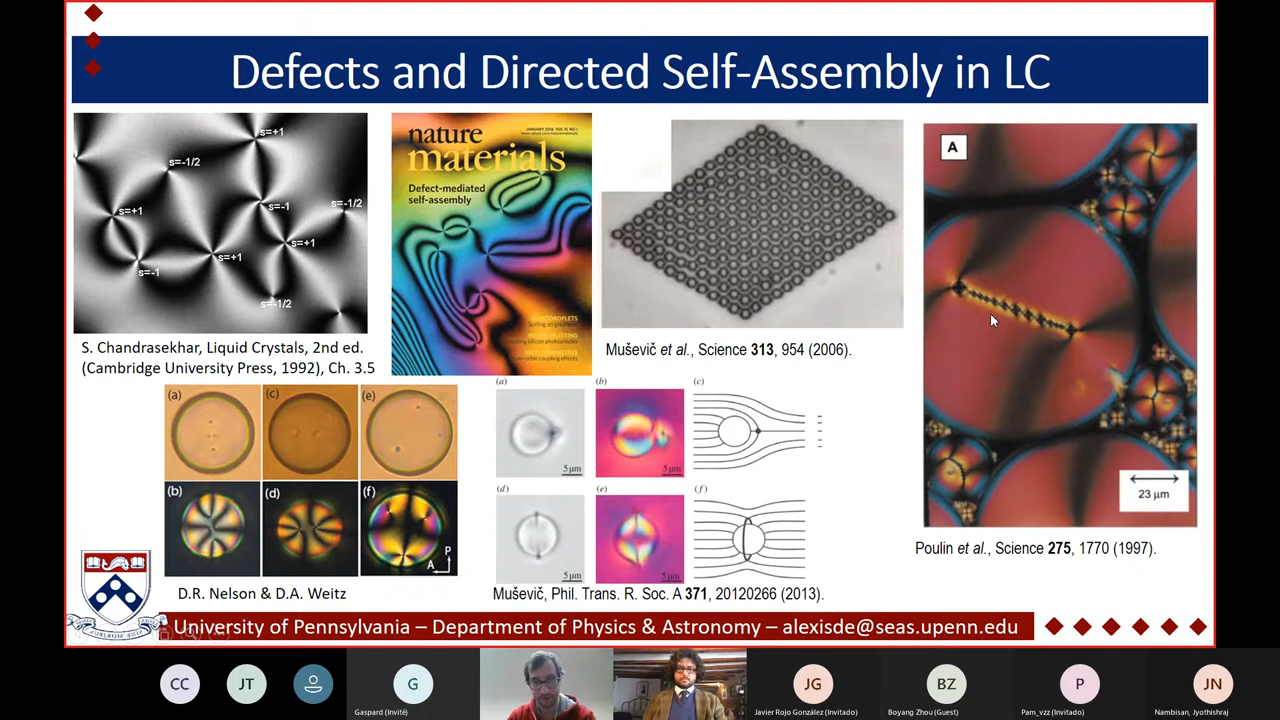 Defects and Directed Self-Assembly in LC
s=+1
s=-1/2
s=+1
s=-1
s=-1/2
s=+1
s=+1
s=-1
s=-1/2
S. Chandrasekhar, Liquid Crystals, 2nd ed.
(Cambridge University Press, 1992), Ch. 3.5
nature
materials
Defect-mediated
self-assembly
Muševič et al., Science 313, 954 (2006).
A
23 μm
Poulin et al., Science 275, 1770 (1997).
(a)
(c)
(e)
(b)
(d)
(f)
P
A
D.R. Nelson & D.A. Weitz
(a)
(b)
(c)
5 μm
5 μm
(d)
(e)
(f)
5 μm
5 μm
Muševič, Phil. Trans. R. Soc. A 371, 20120266 (2013).
University of Pennsylvania – Department of Physics & Astronomy – alexisde@seas.upenn.edu
CC
JT
G
Gaspard (Invité)
JG
Javier Rojo González (Invitado)
BZ
Boyang Zhou (Guest)
P
Pam_vzz (Invitado)
JN
Nambisan, Jyothishraj